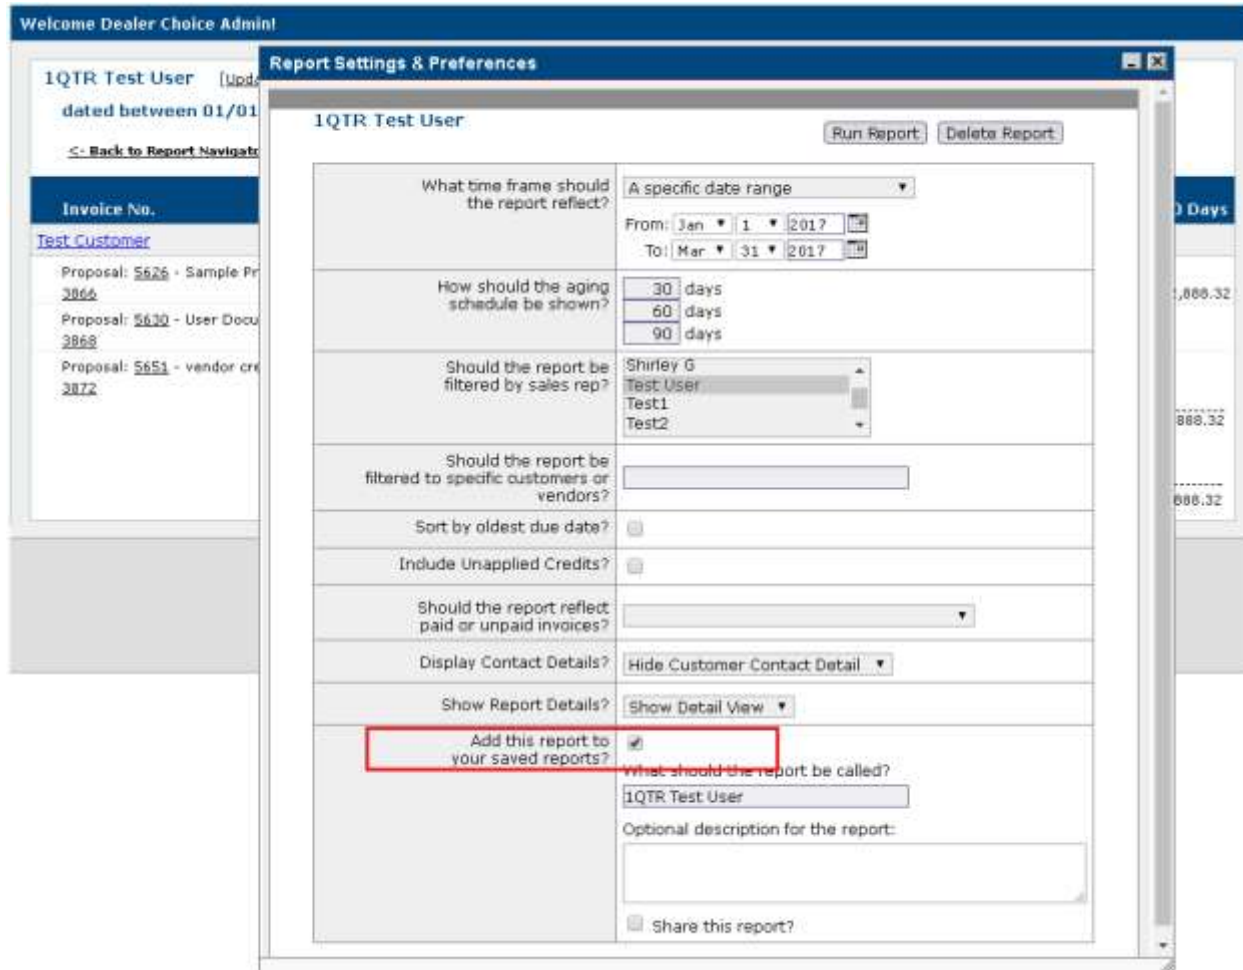 Welcome Dealer Choice Admin!
1QTR Test User [Upda
dated between 01/01
<- Back to Report Navigato
Invoice No.
Test Customer
Proposal: 5626 - Sample Pr
3866
Proposal: 5630 - User Docu
3868
Proposal: 5651 - vendor cre
3872
Report Settings & Preferences
1QTR Test User
Run Report Delete Report
What time frame should
the report reflect?
A specific date range
From: Jan 1 2017
To: Mar 31 2017
How should the aging
schedule be shown?
30 days
60 days
90 days
Should the report be
filtered by sales rep?
Shirley G
Test User
Test1
Test2
Should the report be
filtered to specific customers or
vendors?
Sort by oldest due date?
Include Unapplied Credits?
Should the report reflect
paid or unpaid invoices?
Display Contact Details? Hide Customer Contact Detail
Show Report Details? Show Detail View
Add this report to
your saved reports?
What should the report be called?
1QTR Test User
Optional description for the report:
Share this report?
Days
,888.32
888.32
888.32